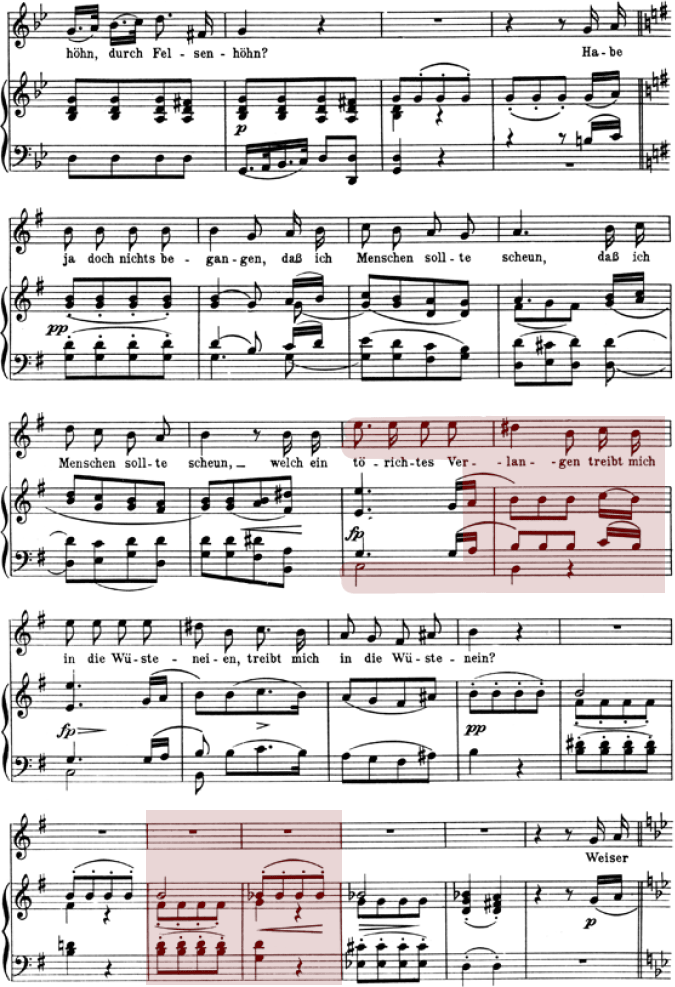 höhn, durch Fel - sen - höhn? Ha - be
p
ja doch nichts be - gan - gen, daß ich Menschen soll - te scheun, daß ich
pp
Menschen soll - te scheun, welch ein tö - rich - tes Ver - lan - gen treibt mich
fp
in die Wü - ste - nei - en, treibt mich in die Wü - ste - nein?
fp pp
Weiser
p